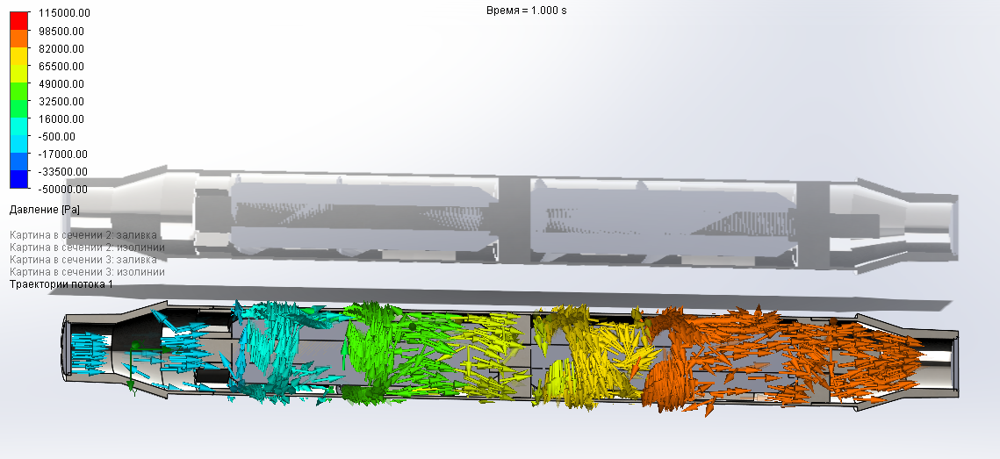 Время = 1.000 s
115000.00
98500.00
82000.00
65500.00
49000.00
32500.00
16000.00
-500.00
-17000.00
-33500.00
-50000.00
Давление [Pa]
Картина в сечении 2: заливка
Картина в сечении 2: изолинии
Картина в сечении 3: заливка
Картина в сечении 3: изолинии
Траектории потока 1